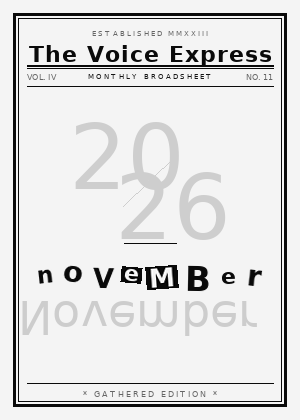 ESTABLISHED MMXXIII
The Voice Express
VOL. IV MONTHLY BROADSHEET NO. 11
20
26
noveMBer
November
* GATHERED EDITION *